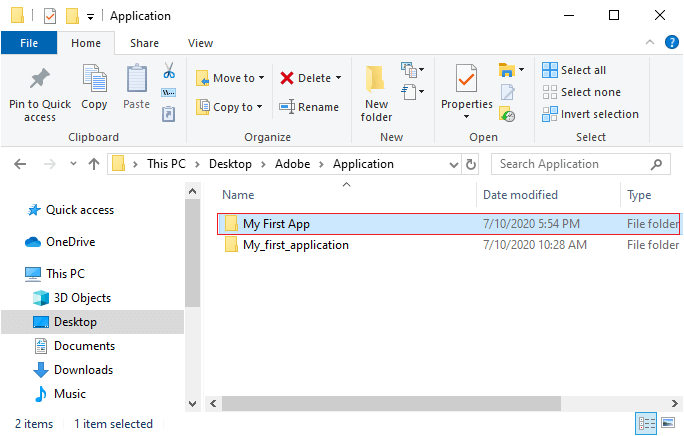 Application
File Home Share View
Pin to Quick access
Copy
Paste
Move to
Copy to
Delete
Rename
New folder
Properties
Select all
Select none
Invert selection
Clipboard Organize New Open Select
This PC Desktop Adobe Application
Search Application
Name Date modified Type
Quick access
OneDrive
This PC
3D Objects
Desktop
Documents
Downloads
Music
My First App 7/10/2020 5:54 PM File folder
My_first_application 7/10/2020 10:28 AM File folder
2 items 1 item selected